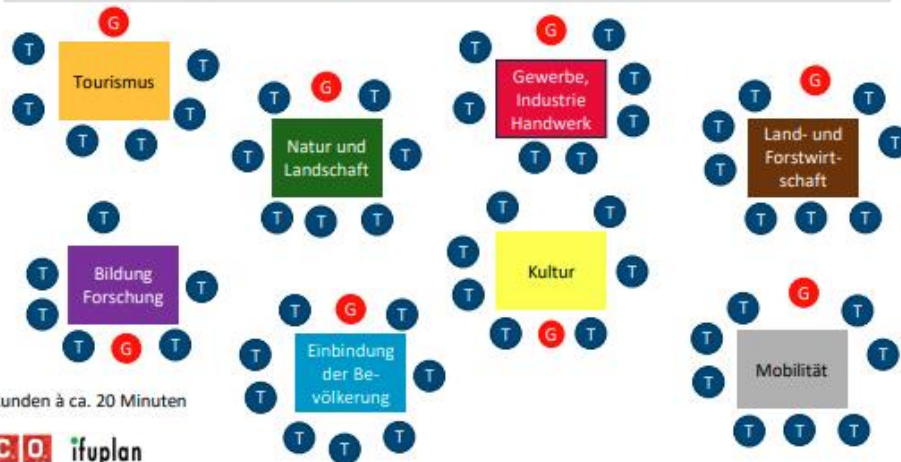 G
T T
Tourismus
T T
T T
T G T
T Natur und T
Landschaft
T T T
T G T
Gewerbe, T
T Industrie
Handwerk T
T T
T G T
T Land- und T
Forstwirt-
T schaft
T T T
T
T Bildung
Forschung T
T
T G T
T T
T Kultur T
T
T G T
T G T
T Einbindung
der Be- T
T völkerung
T T T
T G T
T T
Mobilität
T
T T T
unden à ca. 20 Minuten
C.O. ifuplan